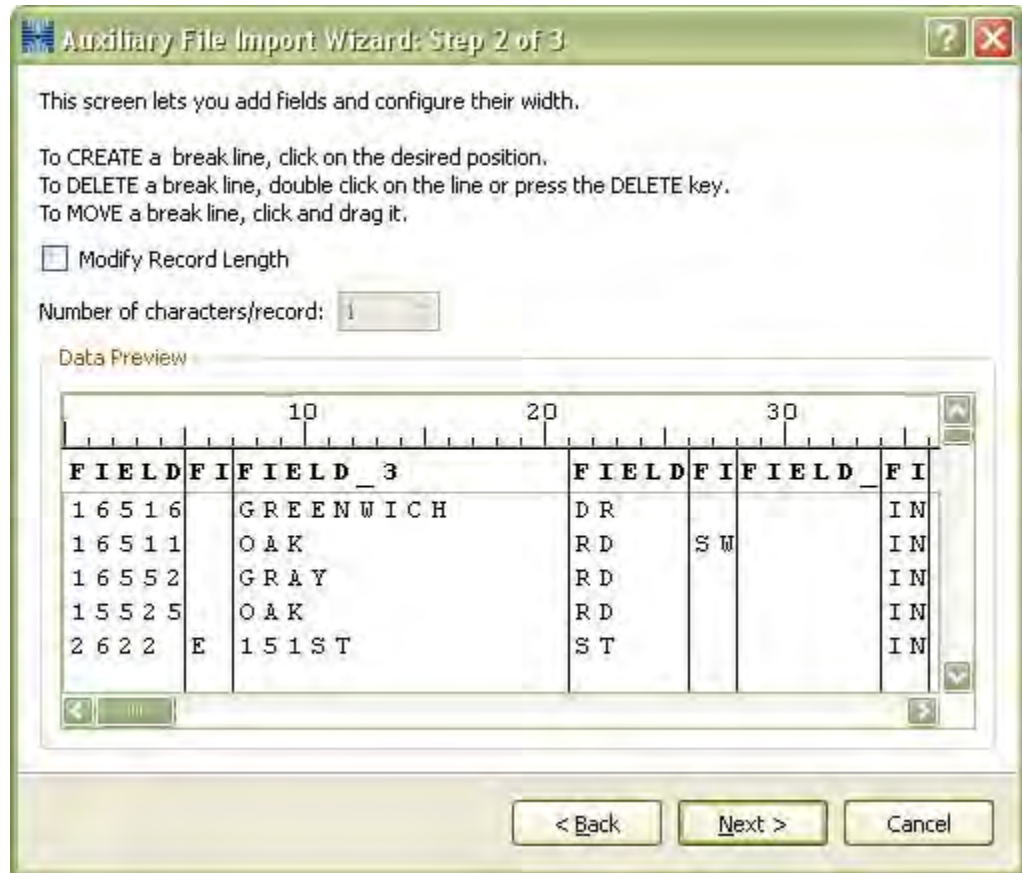 Auxiliary File Import Wizard: Step 2 of 3
This screen lets you add fields and configure their width.
To CREATE a break line, click on the desired position.
To DELETE a break line, double click on the line or press the DELETE key.
To MOVE a break line, click and drag it.
Modify Record Length
Number of characters/record: 1
Data Preview
10 20 30
FIELD FI FIELD_3 FIELD FI FIELD_ FI
16516 GREENWICH DR IN
16511 OAK RD SW IN
16552 GRAY RD IN
15525 OAK RD IN
2622 E 151ST ST IN
< Back Next > Cancel